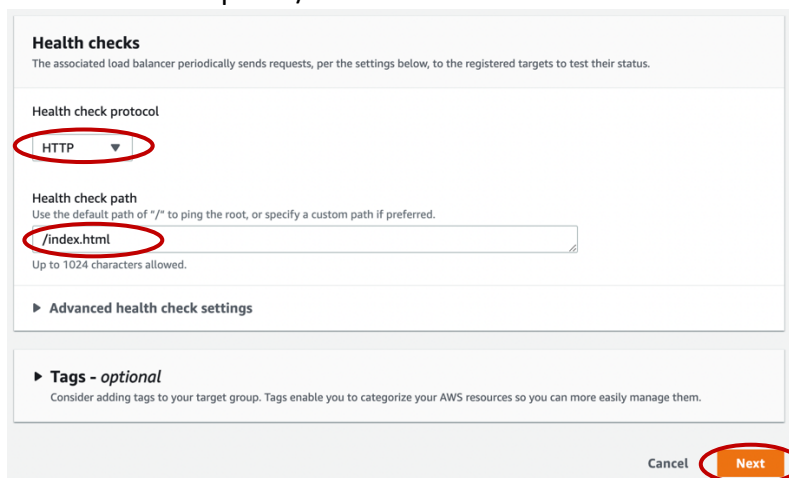 Health checks
The associated load balancer periodically sends requests, per the settings below, to the registered targets to test their status.
Health check protocol
HTTP
Health check path
Use the default path of "/" to ping the root, or specify a custom path if preferred.
/index.html
Up to 1024 characters allowed.
Advanced health check settings
Tags - optional
Consider adding tags to your target group. Tags enable you to categorize your AWS resources so you can more easily manage them.
Cancel Next